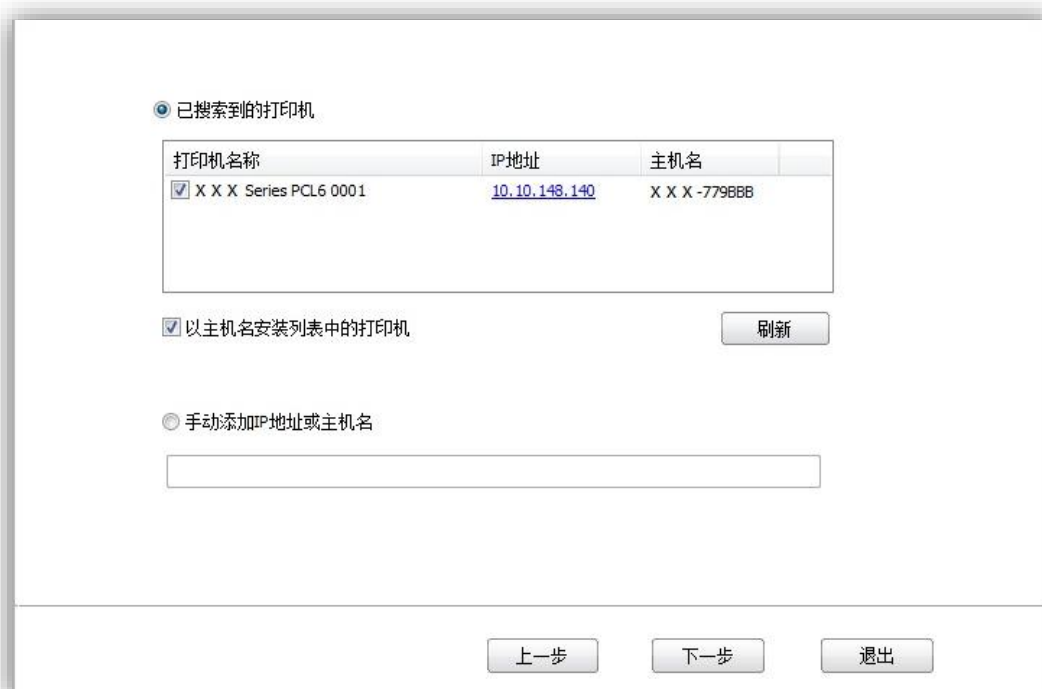 已搜索到的打印机
打印机名称 IP地址 主机名
X X X Series PCL6 0001 10.10.148.140 X X X -779BBB
以主机名安装列表中的打印机 刷新
手动添加IP地址或主机名
上一步 下一步 退出